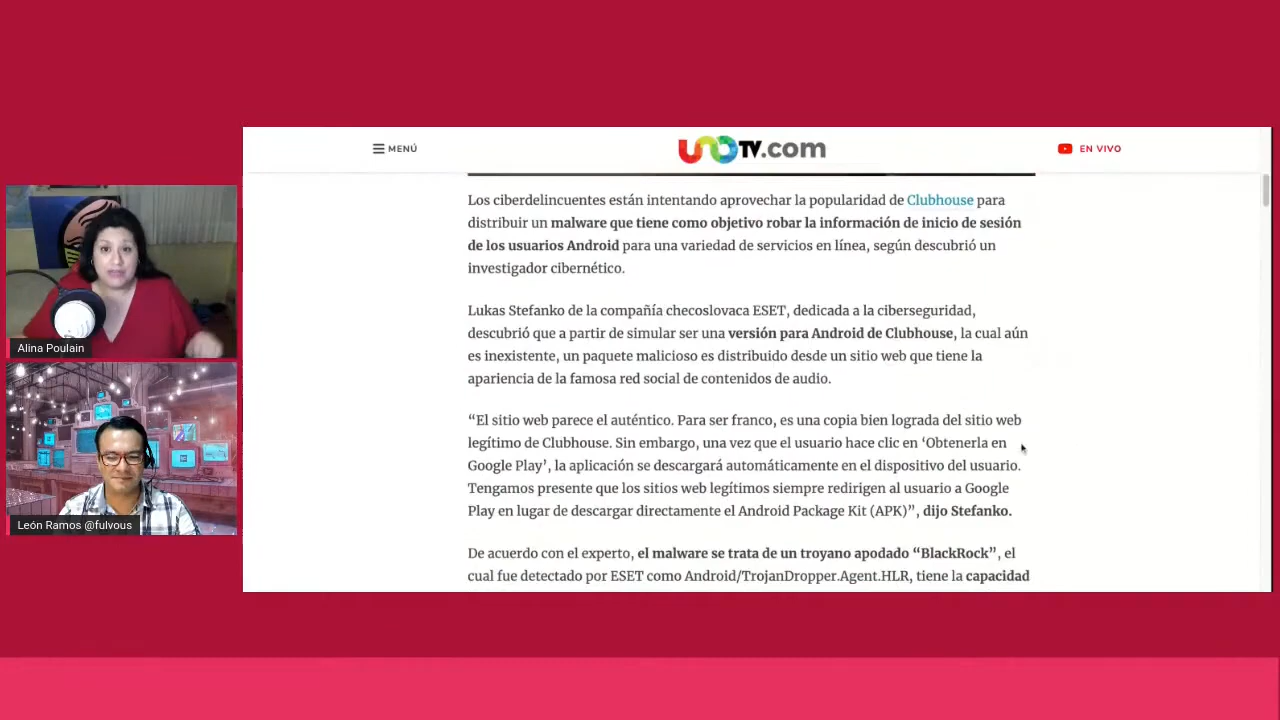 MENÚ
UNOTV.com
EN VIVO
Los ciberdelincuentes están intentando aprovechar la popularidad de Clubhouse para
distribuir un malware que tiene como objetivo robar la información de inicio de sesión
de los usuarios Android para una variedad de servicios en línea, según descubrió un
investigador cibernético.
Lukas Stefanko de la compañía checoslovaca ESET, dedicada a la ciberseguridad,
descubrió que a partir de simular ser una versión para Android de Clubhouse, la cual aún
es inexistente, un paquete malicioso es distribuido desde un sitio web que tiene la
apariencia de la famosa red social de contenidos de audio.
“El sitio web parece el auténtico. Para ser franco, es una copia bien lograda del sitio web
legítimo de Clubhouse. Sin embargo, una vez que el usuario hace clic en ‘Obtenerla en
Google Play’, la aplicación se descargará automáticamente en el dispositivo del usuario.
Tengamos presente que los sitios web legítimos siempre redirigen al usuario a Google
Play en lugar de descargar directamente el Android Package Kit (APK)”, dijo Stefanko.
De acuerdo con el experto, el malware se trata de un troyano apodado “BlackRock”, el
cual fue detectado por ESET como Android/TrojanDropper.Agent.HLR, tiene la capacidad
Alina Poulain
León Ramos @fulvous